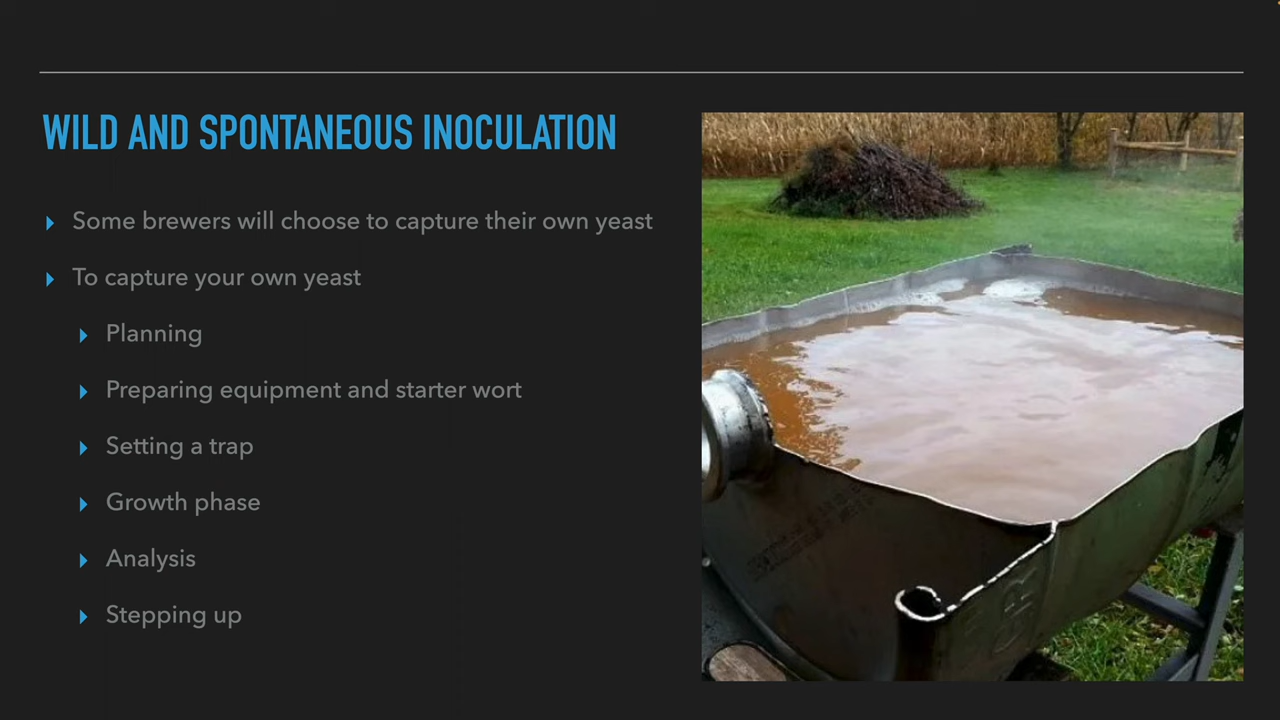 WILD AND SPONTANEOUS INOCULATION
Some brewers will choose to capture their own yeast
To capture your own yeast
Planning
Preparing equipment and starter wort
Setting a trap
Growth phase
Analysis
Stepping up